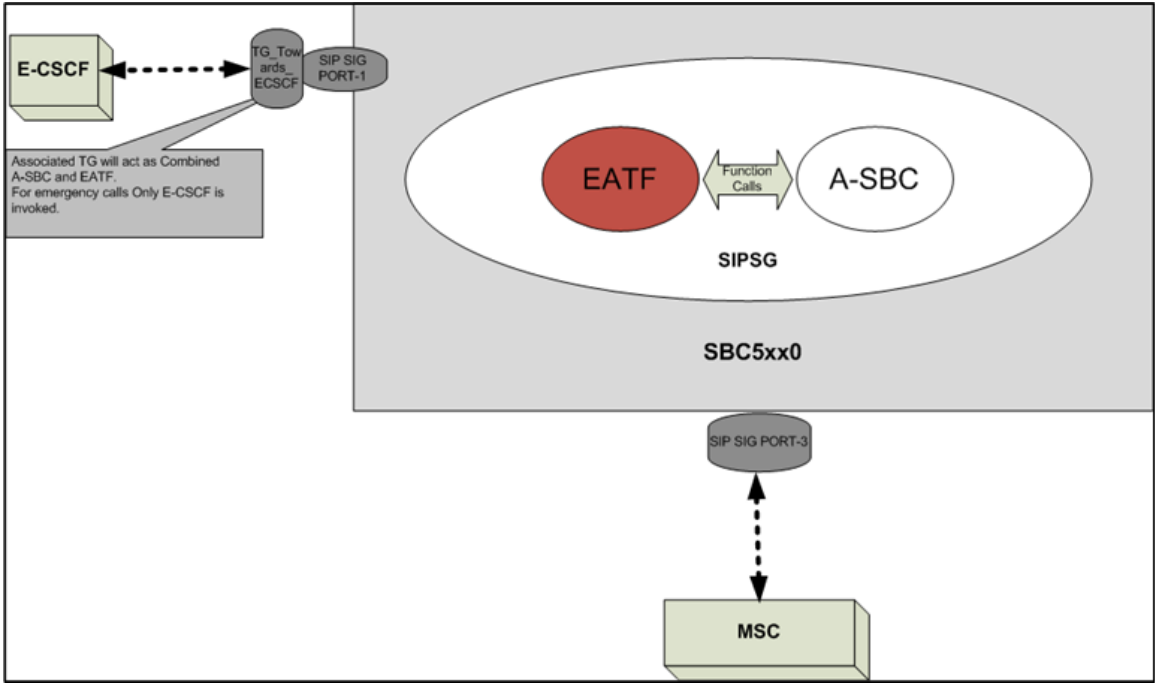 E-CSCF
TG_Tow
ards_
ECSCF
SIP SIG
PORT-1
Associated TG will act as Combined
A-SBC and EATF.
For emergency calls Only E-CSCF is
invoked.
EATF
Function
Calls
A-SBC
SIPSG
SBC5xx0
SIP SIG PORT-3
MSC